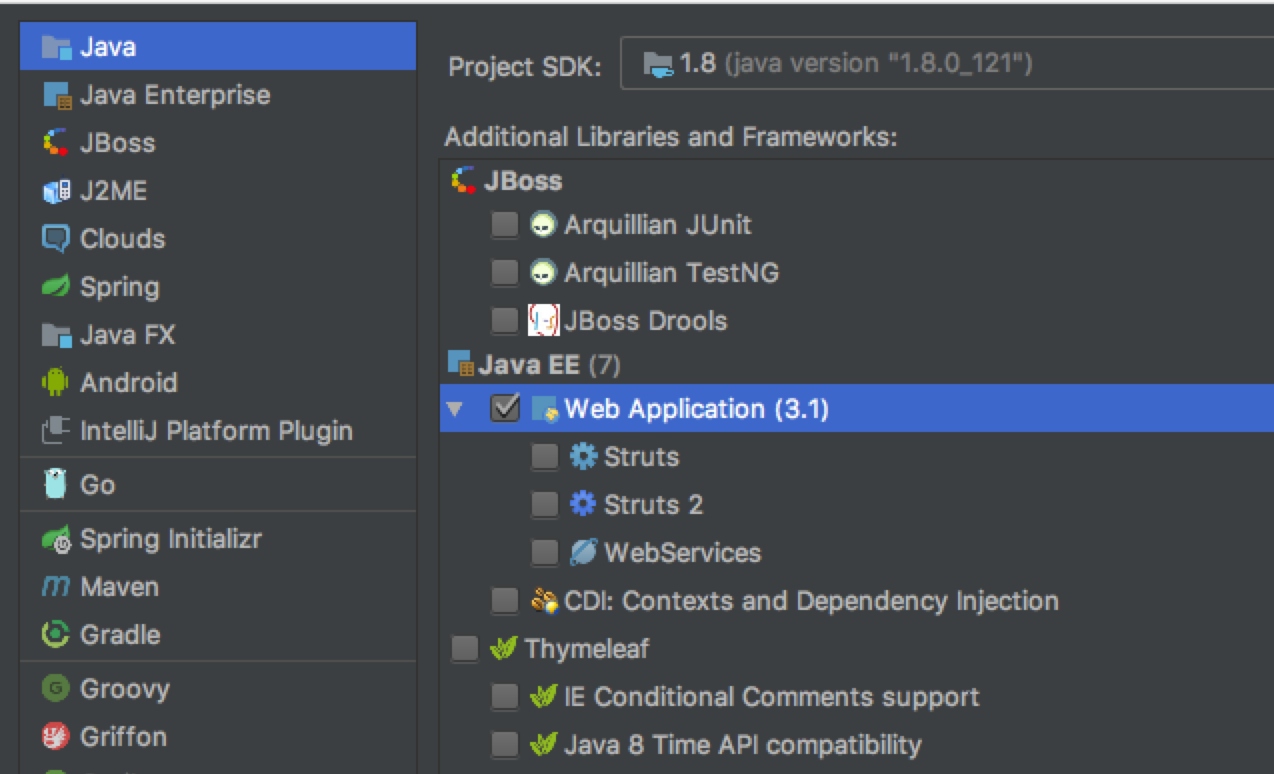 Java
Java Enterprise
JBoss
J2ME
Clouds
Spring
Java FX
Android
IntelliJ Platform Plugin
Go
Spring Initializr
Maven
Gradle
Groovy
Griffon
Project SDK: 1.8 (java version "1.8.0_121")
Additional Libraries and Frameworks:
JBoss
Arquillian JUnit
Arquillian TestNG
JBoss Drools
Java EE (7)
Web Application (3.1)
Struts
Struts 2
WebServices
CDI: Contexts and Dependency Injection
Thymeleaf
IE Conditional Comments support
Java 8 Time API compatibility